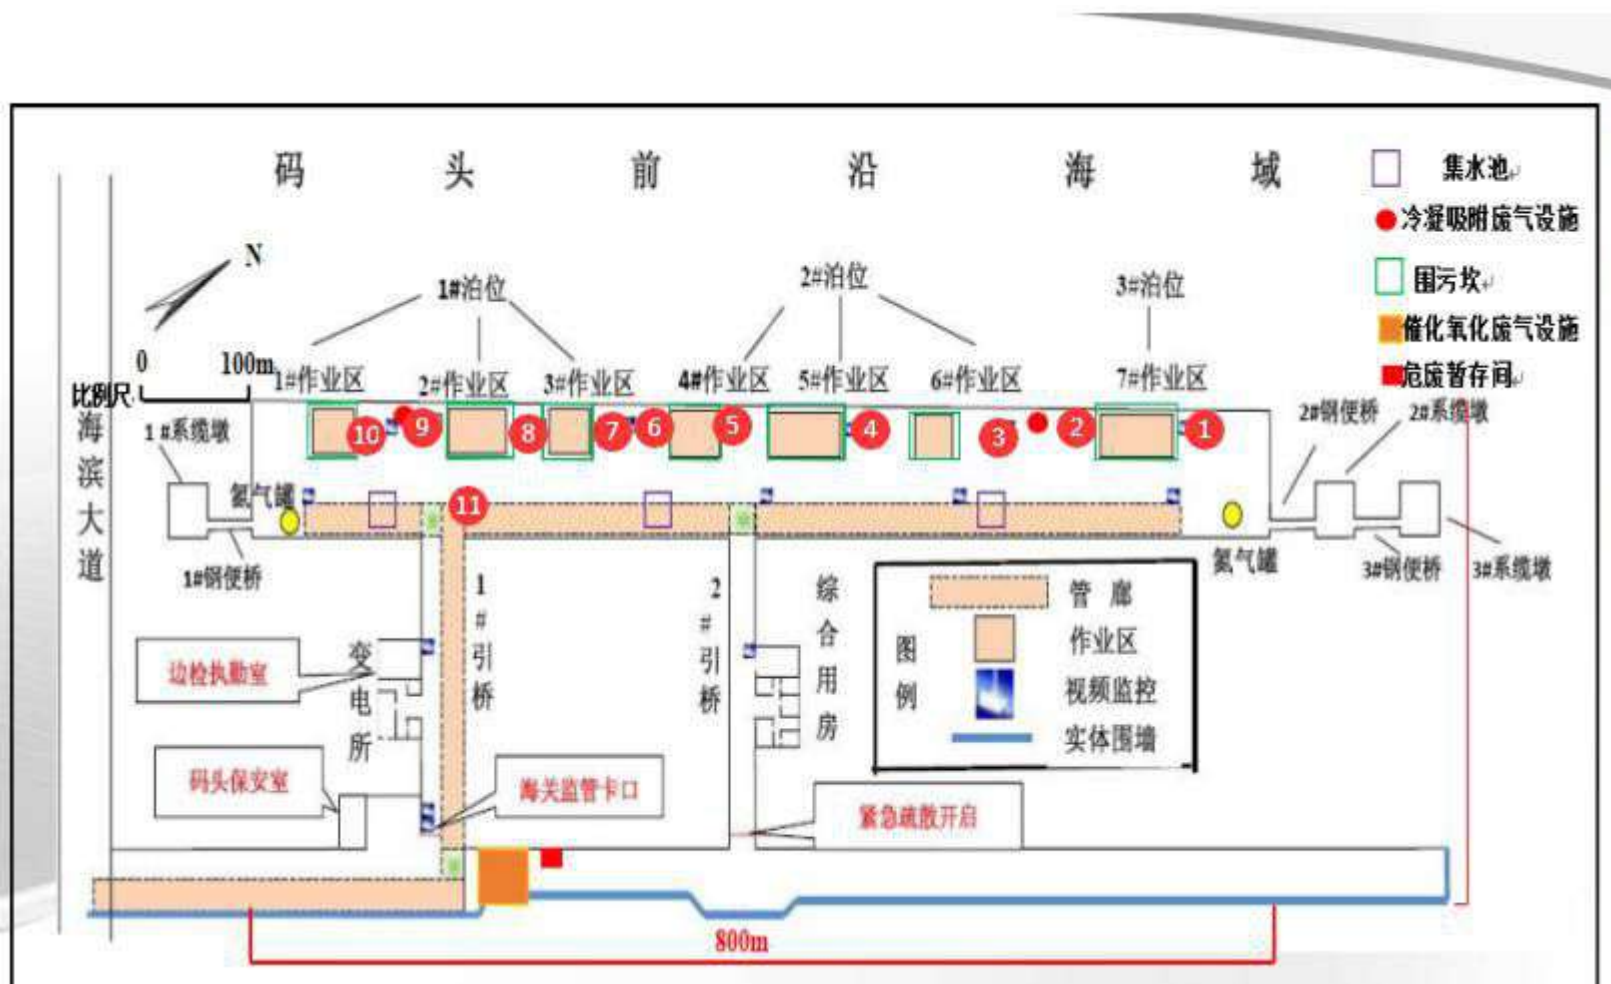 码头前沿海域
集水池
冷凝吸附废气设施
围污坎
催化氧化废气设施
危废暂存间
N
1#泊位
2#泊位
3#泊位
0
100m
比例尺
1#作业区
2#作业区
3#作业区
4#作业区
5#作业区
6#作业区
7#作业区
10
9
8
7
6
5
4
3
2
1
11
海滨大道
1#系缆墩
氮气罐
1#钢便桥
2#钢便桥
2#系缆墩
氮气罐
3#钢便桥
3#系缆墩
1#引桥
2#引桥
综合用房
变电所
边检执勤室
码头保安室
海关监管卡口
紧急疏散开启
图例
管廊
作业区
视频监控
实体围墙
800m